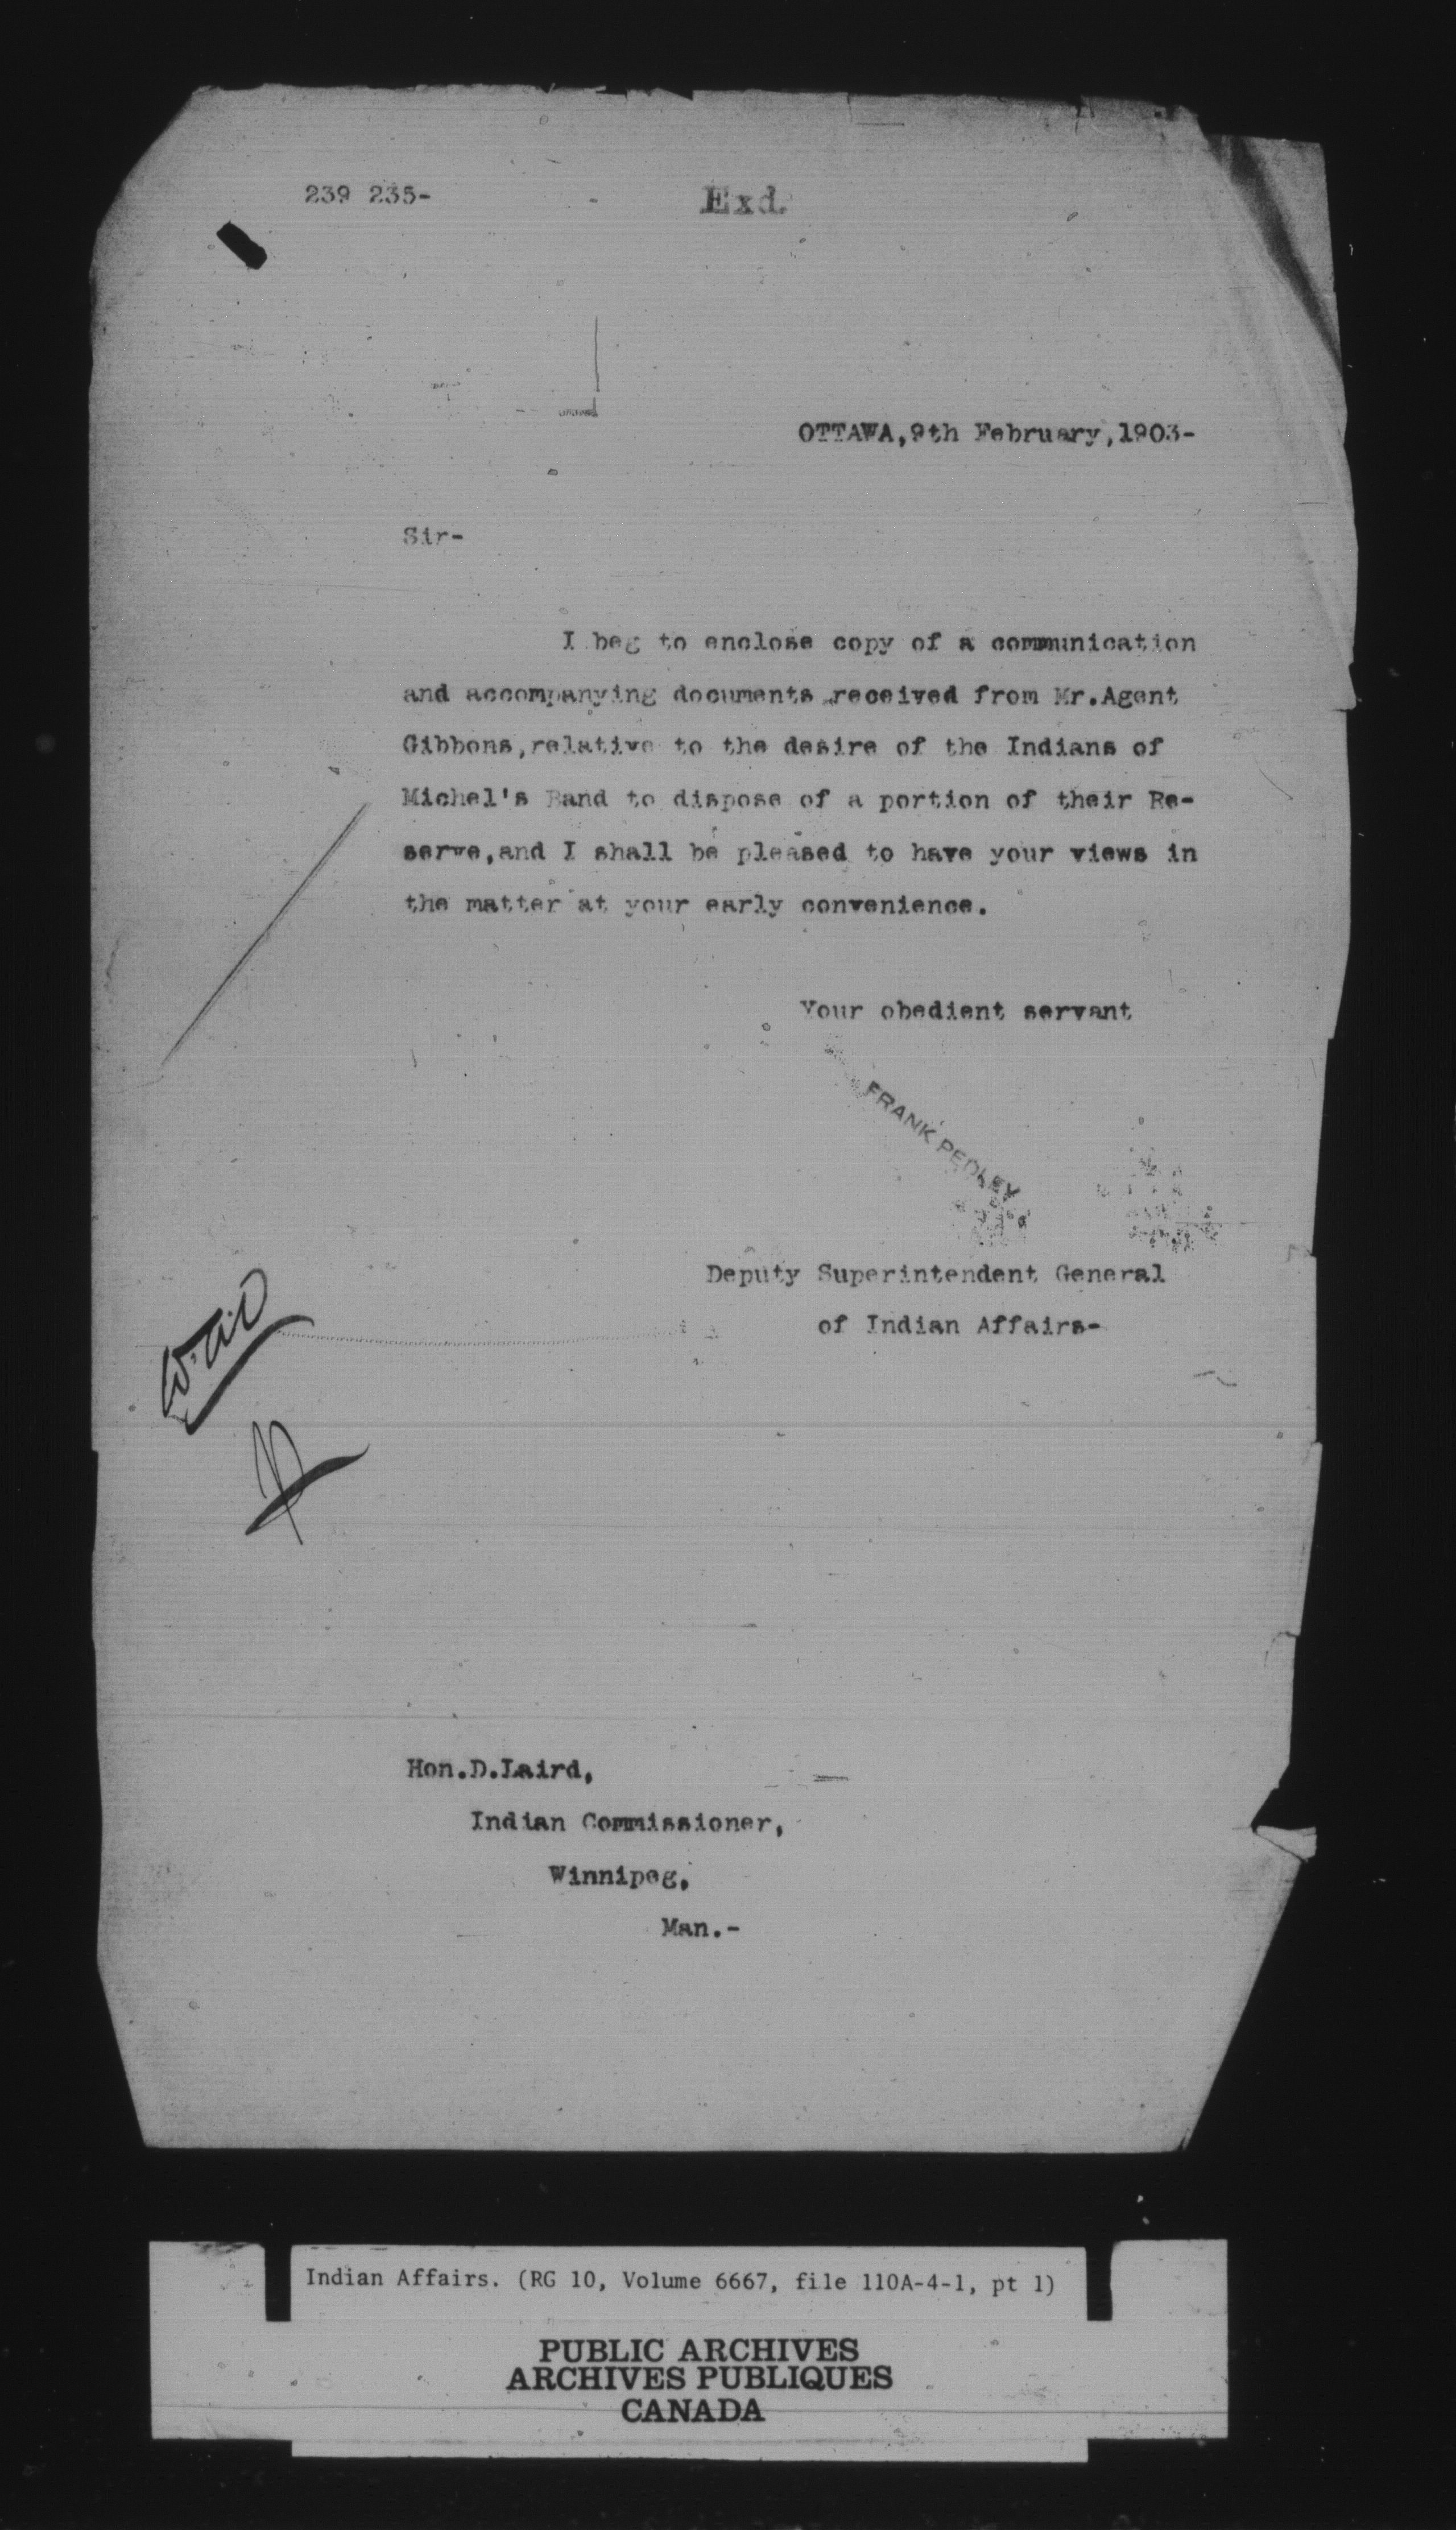 239 235-
Exd.
OTTAWA,9th February,1903-
Sir-
I beg to enclose copy of a communication
and accompanying documents received from Mr.Agent
Gibbons,relative to the desire of the Indians of
Michel's Band to dispose of a portion of their Re-
serve,and I shall be pleased to have your views in
the matter at your early convenience.
Your obedient servant
FRANK PEDLEY
Deputy Superintendent General
of Indian Affairs-
Hon.D.Laird,
Indian Commissioner,
Winnipeg,
Man.-
Indian Affairs. (RG 10, Volume 6667, file 110A-4-1, pt 1)
PUBLIC ARCHIVES
ARCHIVES PUBLIQUES
CANADA